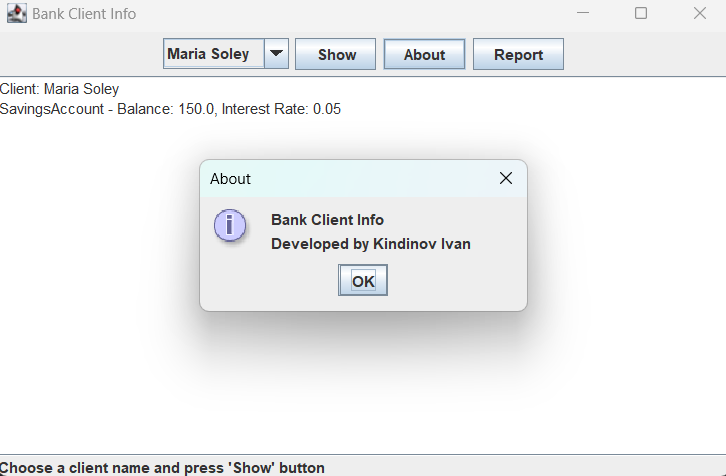 Bank Client Info
Maria Soley Show About Report
Client: Maria Soley
SavingsAccount - Balance: 150.0, Interest Rate: 0.05
About
i
Bank Client Info
Developed by Kindinov Ivan
OK
Choose a client name and press 'Show' button